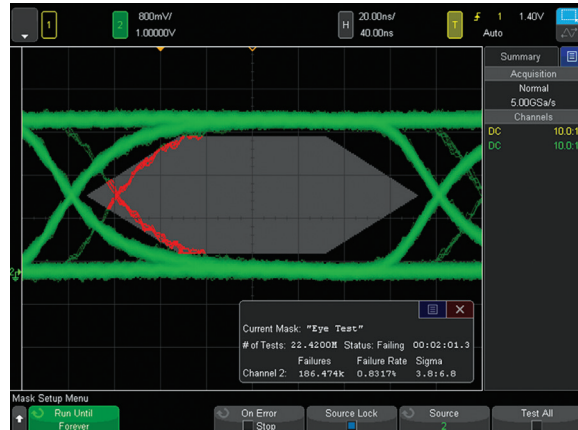 1
2
800mV/
1.00000V
H
20.00ns/
40.00ns
T
1
1.40V
Auto
Summary
Acquisition
Normal
5.00GSa/s
Channels
DC 10.0:1
DC 10.0:1
2
Current Mask: "Eye Test"
# of Tests: 22.4200M Status: Failing 00:02:01.3
Failures Failure Rate Sigma
Channel 2: 186.474k 0.8317% 3.8:6.8
Mask Setup Menu
Run Until
Forever
On Error
Stop
Source Lock
Source
2
Test All